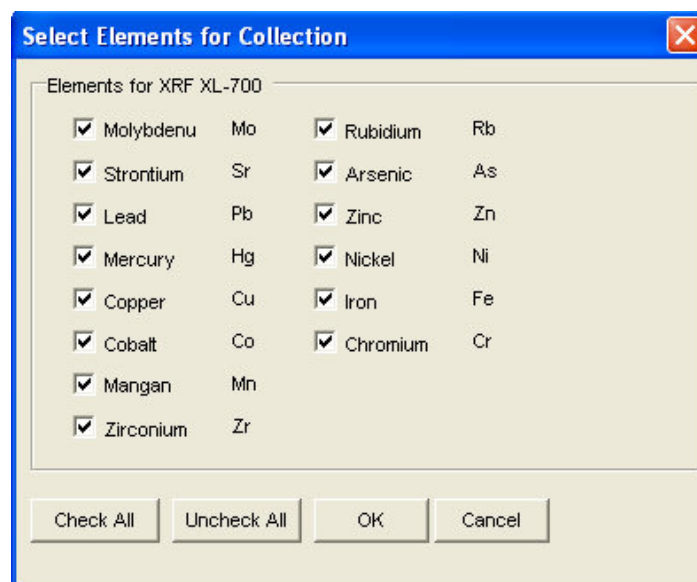 Select Elements for Collection
Elements for XRF XL-700
Molybdenu Mo Rubidium Rb
Strontium Sr Arsenic As
Lead Pb Zinc Zn
Mercury Hg Nickel Ni
Copper Cu Iron Fe
Cobalt Co Chromium Cr
Mangan Mn
Zirconium Zr
Check All Uncheck All OK Cancel